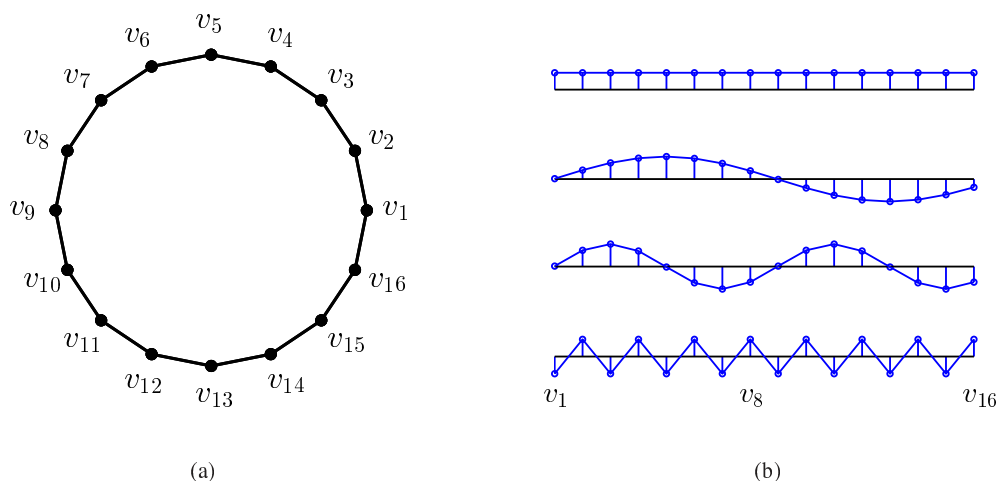 v₅
v₆ v₄
v₇ v₃
v₈ v₂
v₉ v₁
v₁₀ v₁₆
v₁₁ v₁₅
v₁₂ v₁₄
v₁₃
v₁ v₈ v₁₆
(a) (b)